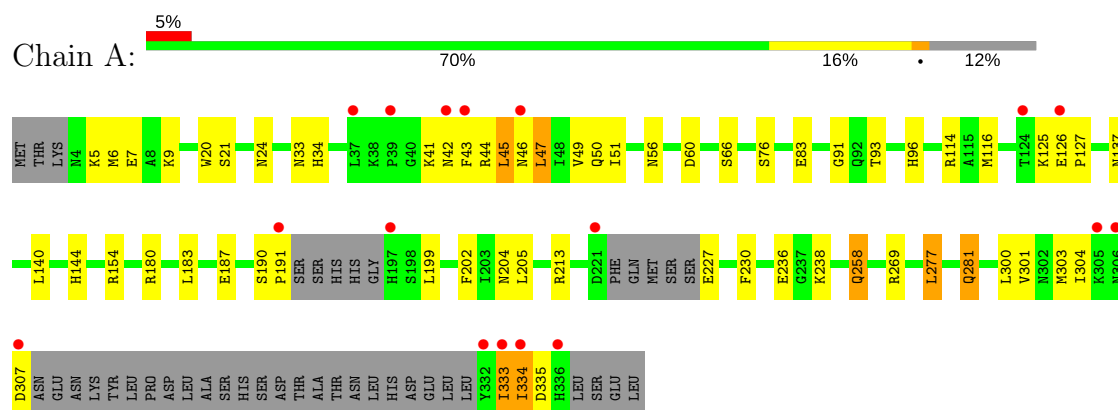 5%
Chain A:
70% 16% • 12%
MET THR LYS N4 K5 M6 E7 A8 K9 W20 S21 N24 N33 H34 L37 K38 P39 G40 K41 N42 F43 R44 L45 N46 L47 I48 V49 Q50 I51 N56 D60 S66 S76 E83 G91 Q92 T93 H96 R114 A115 M116 T124 K125 E126 P127 N137
L140 H144 R154 R180 L183 E187 S190 P191 SER SER HIS HIS GLY H197 S198 L199 F202 I203 N204 L205 R213 D221 PHE GLN MET SER SER E227 F230 E236 G237 K238 Q258 R269 L277 Q281 L300 V301 N302 M303 I304 K305 N306
D307 ASN GLU ASN LYS TYR LEU PRO ASP LEU ALA SER HIS SER ASP THR ALA THR ASN LEU HIS ASP GLU LEU LEU Y332 I333 I334 D335 H336 LEU SER GLU LEU